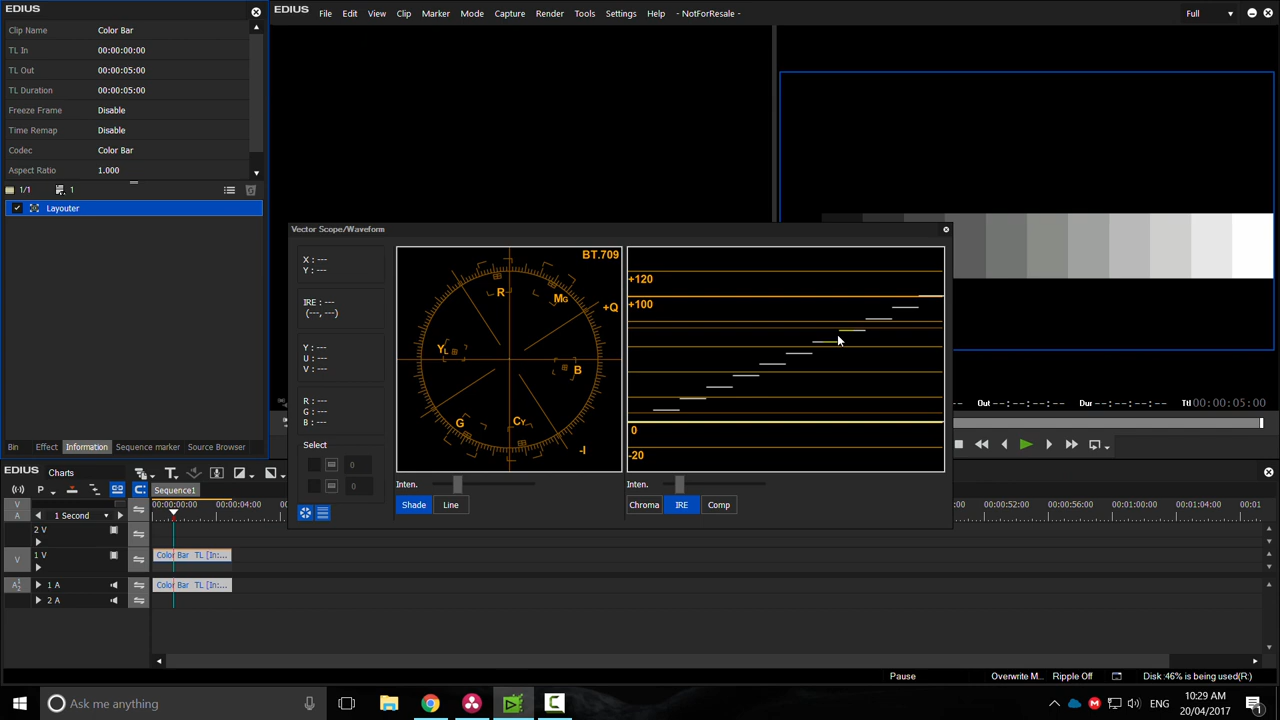 EDIUS
Clip Name Color Bar
TL In 00:00:00:00
TL Out 00:00:05:00
TL Duration 00:00:05:00
Freeze Frame Disable
Time Remap Disable
Codec Color Bar
Aspect Ratio 1.000
1/1 1
Layouter
Bin Effect Information Sequence marker Source Browser
EDIUS File Edit View Clip Marker Mode Capture Render Tools Settings Help - NotForResale - Full
Vector Scope/Waveform
X : ---
Y : ---
IRE : ---
(---, ---)
Y: ---
U: ---
V: ---
R: ---
G: ---
B: ---
Select
0
0
BT.709
R
MG
+Q
YL
B
G
CY
-I
+120
+100
0
-20
Inten.
Shade Line
Inten.
Chroma IRE Comp
Out --:--:--:-- Dur --:--:--:-- Ttl 00:00:05:00
EDIUS Charts
Sequence1
V
A
1 Second
00:00:00:00 00:00:04:00 00:00:52:00 00:00:56:00 00:01:00:00 00:01:04:00 00:01
2 V
V 1 V Color Bar TL [In:...
A12 1 A Color Bar TL [In:...
2 A
Pause Overwrite M... Ripple Off Disk:46% is being used(R:)
Ask me anything
10:29 AM
20/04/2017
1